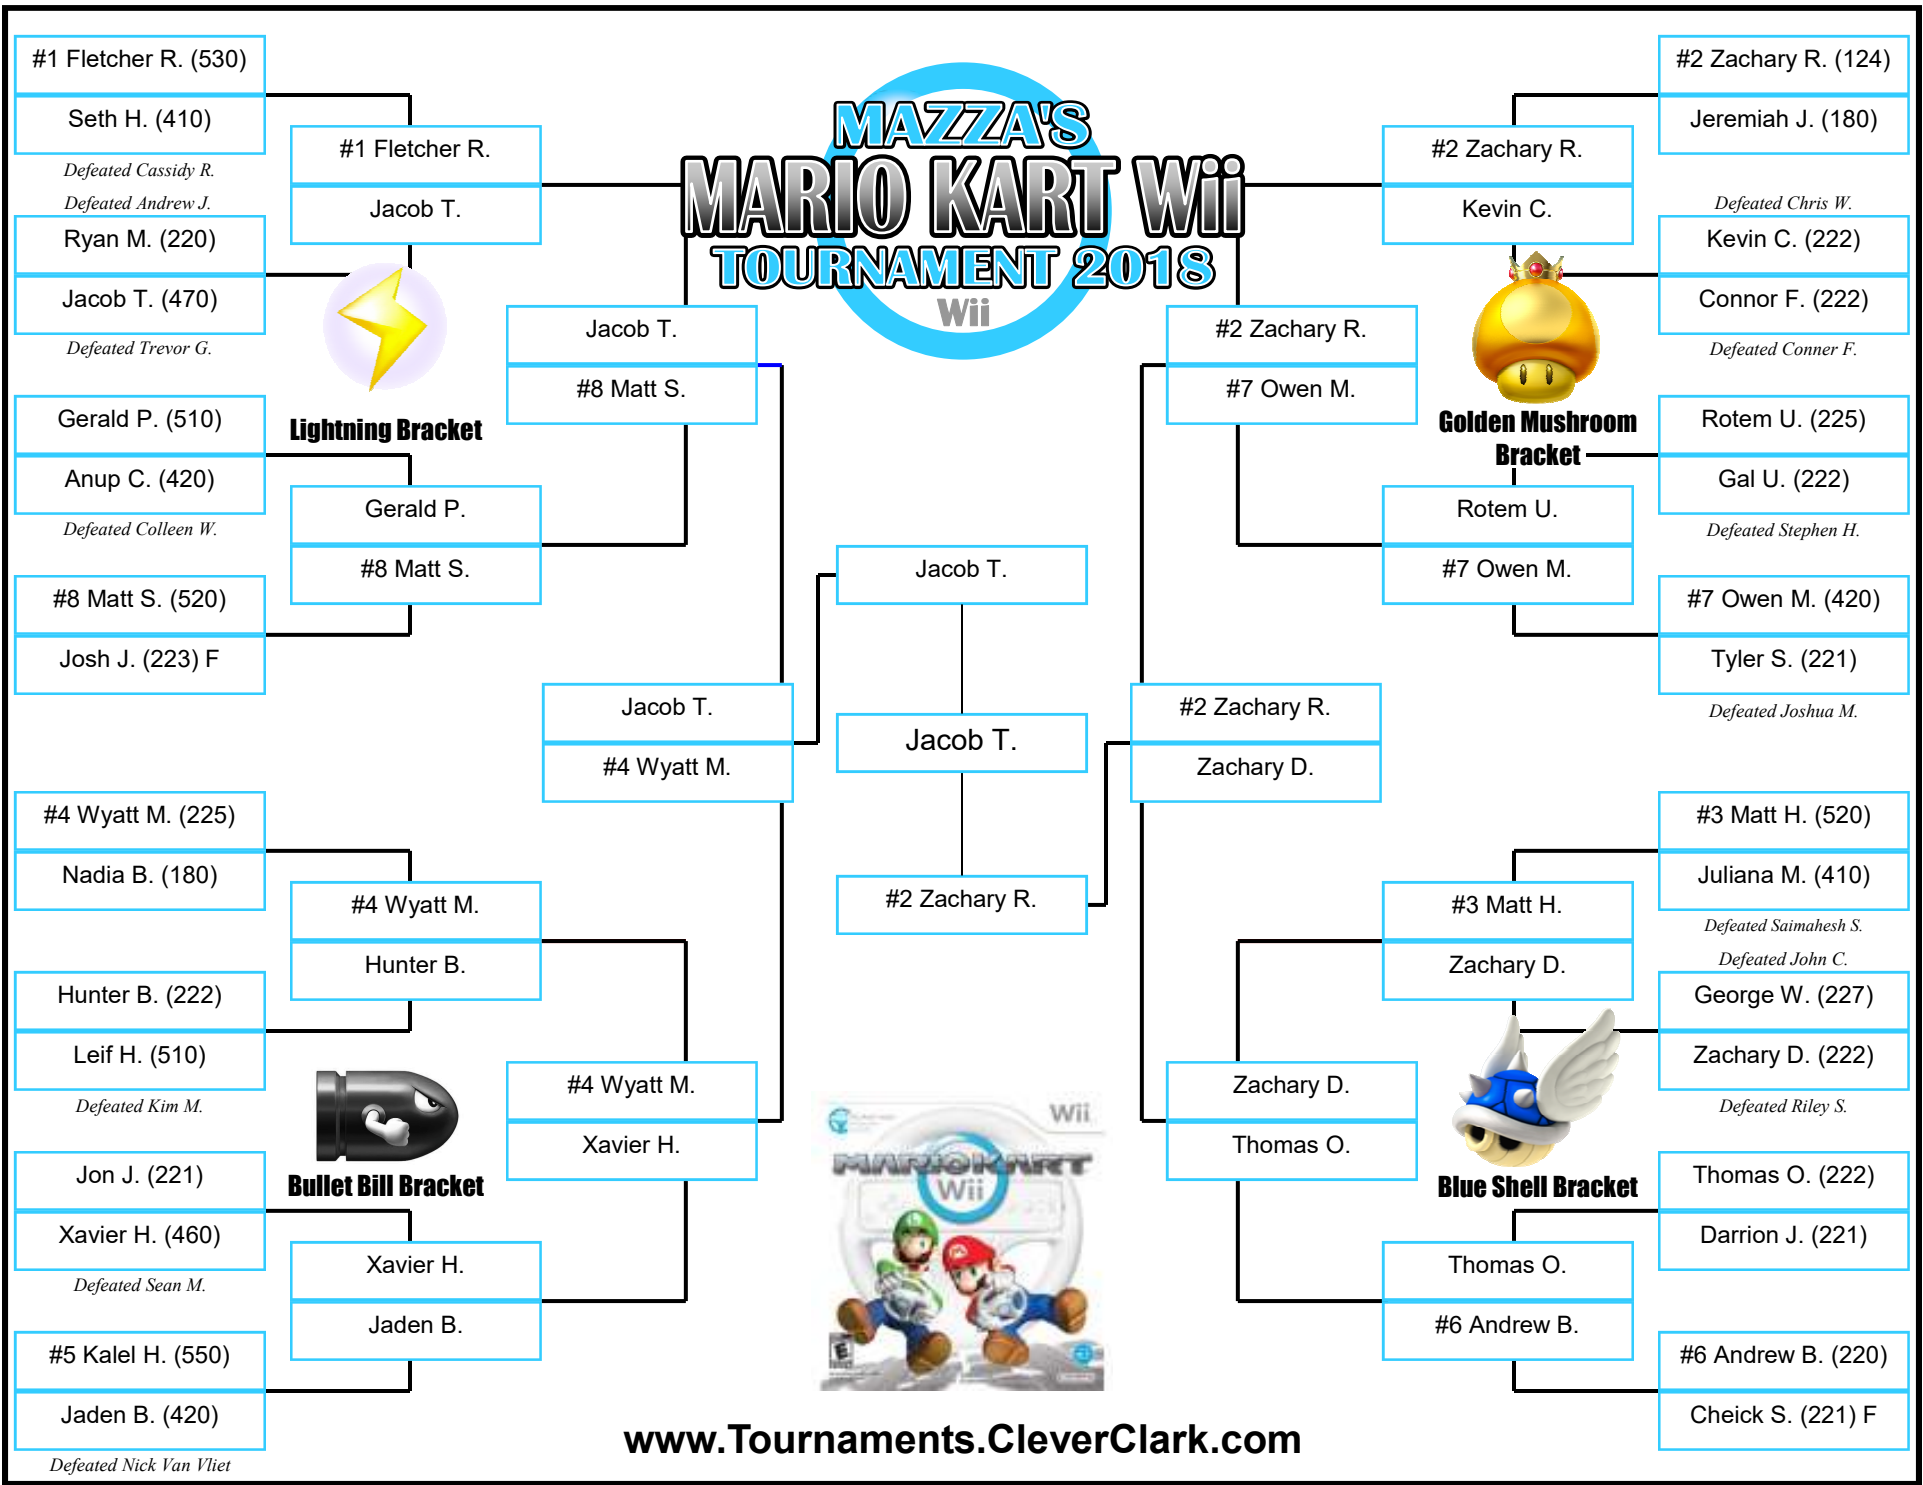 MAZZA'S
MARIO KART Wii
TOURNAMENT 2018
Wii
#1 Fletcher R. (530)
Seth H. (410)
Defeated Cassidy R.
Defeated Andrew J.
Ryan M. (220)
Jacob T. (470)
Defeated Trevor G.
Gerald P. (510)
Anup C. (420)
Defeated Colleen W.
#8 Matt S. (520)
Josh J. (223) F
#1 Fletcher R.
Jacob T.
Lightning Bracket
Gerald P.
#8 Matt S.
Jacob T.
#8 Matt S.
#4 Wyatt M. (225)
Nadia B. (180)
Hunter B. (222)
Leif H. (510)
Defeated Kim M.
Jon J. (221)
Xavier H. (460)
Defeated Sean M.
#5 Kalel H. (550)
Jaden B. (420)
Defeated Nick Van Vliet
#4 Wyatt M.
Hunter B.
Bullet Bill Bracket
Xavier H.
Jaden B.
#4 Wyatt M.
Xavier H.
Jacob T.
#4 Wyatt M.
Jacob T.
Jacob T.
#2 Zachary R.
#2 Zachary R.
Zachary D.
#2 Zachary R.
#7 Owen M.
#2 Zachary R.
Kevin C.
Golden Mushroom
Bracket
Rotem U.
#7 Owen M.
#2 Zachary R. (124)
Jeremiah J. (180)
Defeated Chris W.
Kevin C. (222)
Connor F. (222)
Defeated Conner F.
Rotem U. (225)
Gal U. (222)
Defeated Stephen H.
#7 Owen M. (420)
Tyler S. (221)
Defeated Joshua M.
Zachary D.
Thomas O.
#3 Matt H.
Zachary D.
Blue Shell Bracket
Thomas O.
#6 Andrew B.
#3 Matt H. (520)
Juliana M. (410)
Defeated Saimahesh S.
Defeated John C.
George W. (227)
Zachary D. (222)
Defeated Riley S.
Thomas O. (222)
Darrion J. (221)
#6 Andrew B. (220)
Cheick S. (221) F
Wii
MARIOKART
Wii
E
www.Tournaments.CleverClark.com